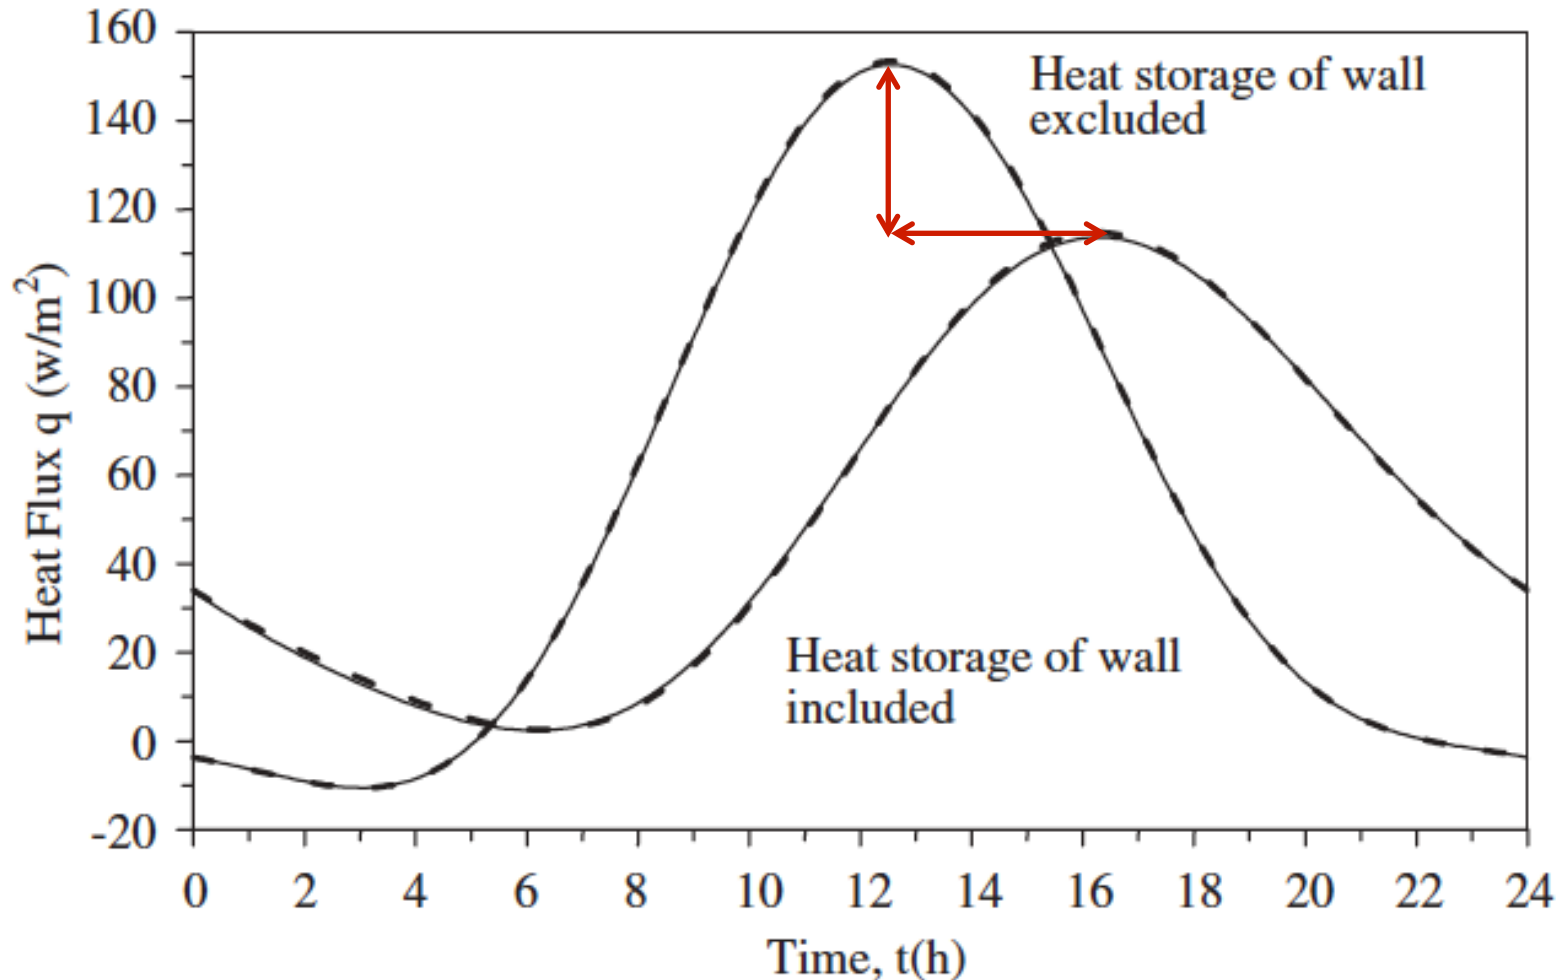 160
140
120
100
80
60
40
20
0
-20
Heat Flux q (w/m²)
Heat storage of wall
excluded
Heat storage of wall
included
0 2 4 6 8 10 12 14 16 18 20 22 24
Time, t(h)